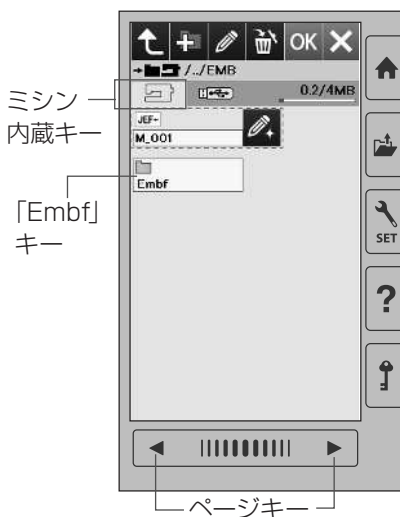 OK
/../EMB
ミシン
内蔵キー
0.2/4MB
JEF+
M_001
Embf
「Embf」
キー
SET
?
ページキー